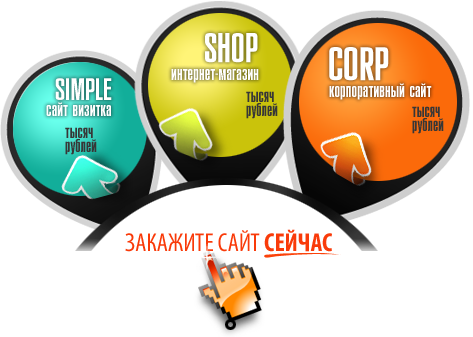 SIMPLE
сайт визитка
тысяч
рублей
SHOP
интернет-магазин
тысяч
рублей
CORP
корпоративный сайт
тысяч
рублей
ЗАКАЖИТЕ САЙТ СЕЙЧАС